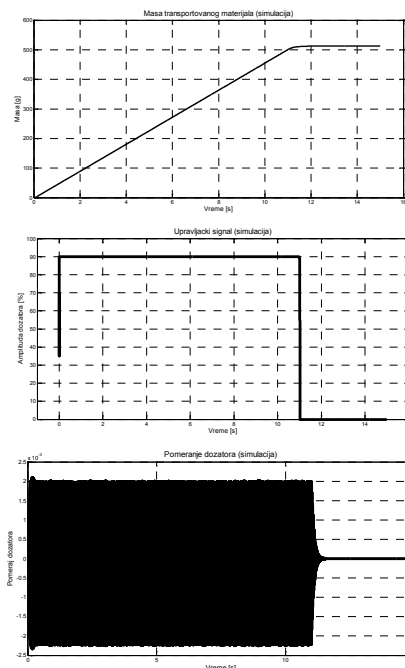 Masa transportovanog materijala (simulacija)
600
500
400
300
200
100
0
Masa [g]
0 2 4 6 8 10 12 14 16
Vreme [s]
Upravljacki signal (simulacija)
100
90
80
70
60
50
40
30
20
10
0
Amplituda dozatora [%]
0 2 4 6 8 10 12 14
Vreme [s]
Pomeranje dozatora (simulacija)
2.5
2
1.5
1
0.5
0
-0.5
-1
-1.5
-2
-2.5
Pomeraj dozatora
0 5 10
Vreme [s]